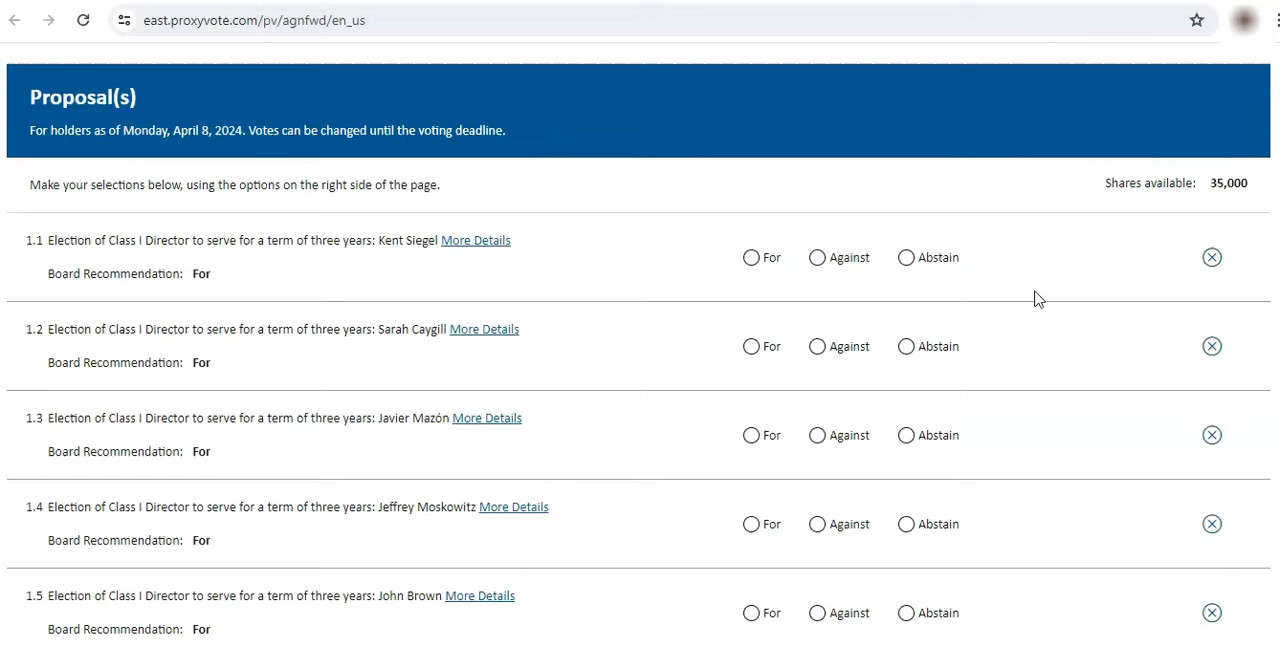 east.proxyvote.com/pv/agnfwd/en_us
Proposal(s)
For holders as of Monday, April 8, 2024. Votes can be changed until the voting deadline.
Make your selections below, using the options on the right side of the page.
Shares available: 35,000
1.1 Election of Class I Director to serve for a term of three years: Kent Siegel More Details
Board Recommendation: For
For Against Abstain
1.2 Election of Class I Director to serve for a term of three years: Sarah Caygill More Details
Board Recommendation: For
For Against Abstain
1.3 Election of Class I Director to serve for a term of three years: Javier Mazón More Details
Board Recommendation: For
For Against Abstain
1.4 Election of Class I Director to serve for a term of three years: Jeffrey Moskowitz More Details
Board Recommendation: For
For Against Abstain
1.5 Election of Class I Director to serve for a term of three years: John Brown More Details
Board Recommendation: For
For Against Abstain